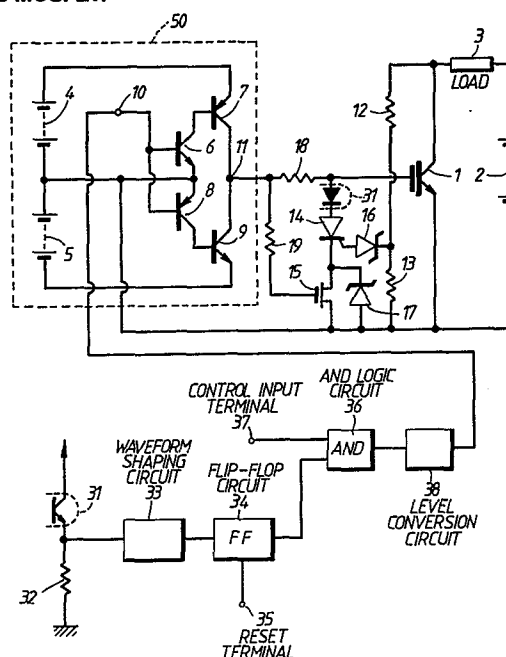 50
3
LOAD
4
10
7
12
6
11
18
1
2
31
14
16
8
19
5
9
15
13
17
CONTROL INPUT
TERMINAL
37
AND LOGIC
CIRCUIT
36
AND
WAVEFORM
SHAPING
CIRCUIT
33
FLIP-FLOP
CIRCUIT
34
FF
31
38
LEVEL
CONVERSION
CIRCUIT
32
35
RESET
TERMINAL